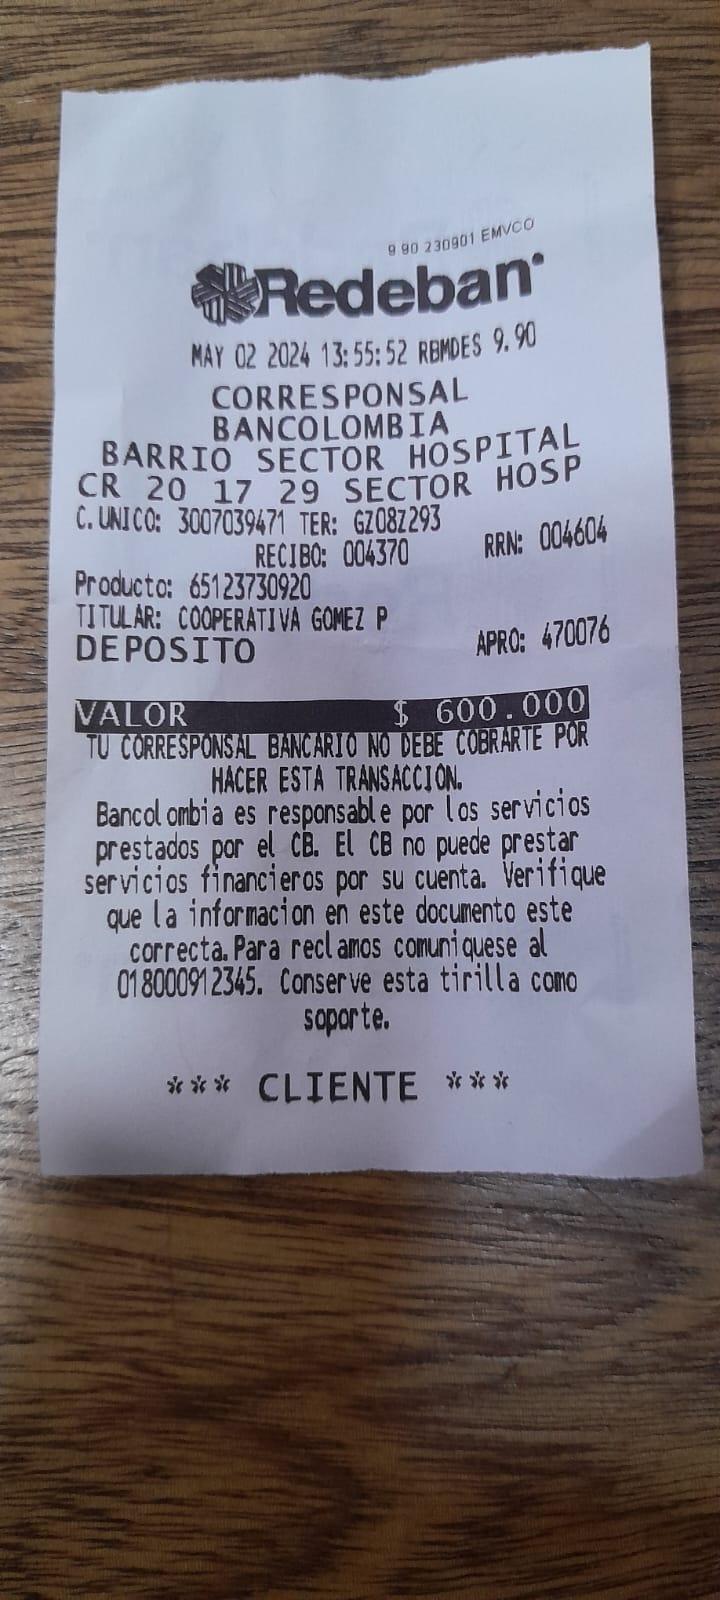 9 90 230901 EMVCO
Redeban
MAY 02 2024 13:55:52 RBMDES 9.90
CORRESPONSAL
BANCOLOMBIA
BARRIO SECTOR HOSPITAL
CR 20 17 29 SECTOR HOSP
C.UNICO: 3007039471 TER: GZ08Z293
RECIBO: 004370 RRN: 004604
Producto: 65123730920
TITULAR: COOPERATIVA GOMEZ P
DEPOSITO APRO: 470076
VALOR $ 600.000
TU CORRESPONSAL BANCARIO NO DEBE COBRARTE POR
HACER ESTA TRANSACCION.
Bancolombia es responsable por los servicios
prestados por el CB. El CB no puede prestar
servicios financieros por su cuenta. Verifique
que la informacion en este documento este
correcta.Para reclamos comuniquese al
018000912345. Conserve esta tirilla como
soporte.
*** CLIENTE ***